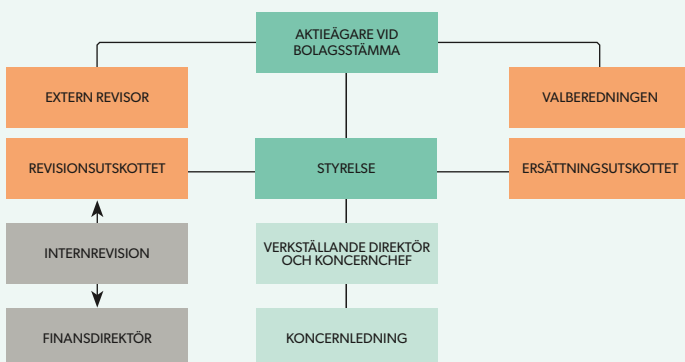 AKTIEÄGARE VID
BOLAGSSTÄMMA
EXTERN REVISOR
VALBEREDNINGEN
REVISIONSUTSKOTTET
STYRELSE
ERSÄTTNINGSUTSKOTTET
INTERNREVISION
VERKSTÄLLANDE DIREKTÖR
OCH KONCERNCHEF
FINANSDIREKTÖR
KONCERNLEDNING